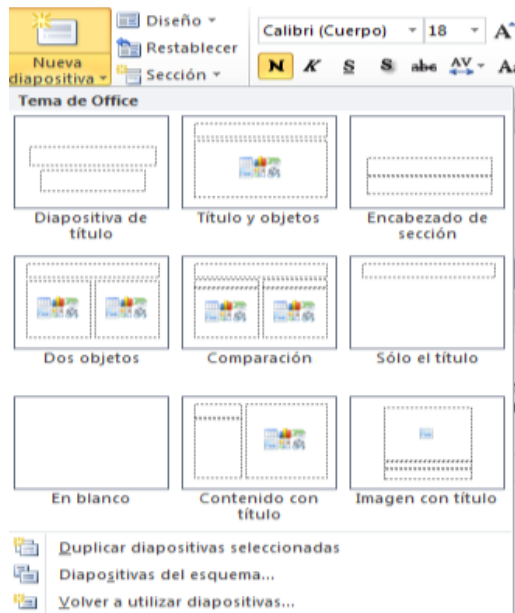 Diseño
Calibri (Cuerpo) 18 A
Restablecer
Nueva
diapositiva
Sección
N K S S abc AV A
Tema de Office
Diapositiva de
título
Título y objetos
Encabezado de
sección
Dos objetos
Comparación
Sólo el título
En blanco
Contenido con
título
Imagen con título
Duplicar diapositivas seleccionadas
Diapositivas del esquema...
Volver a utilizar diapositivas...